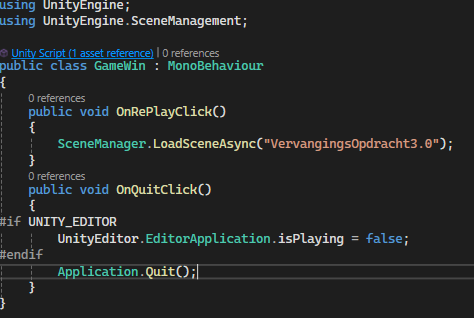 using UnityEngine;
using UnityEngine.SceneManagement;
Unity Script (1 asset reference) | 0 references
public class GameWin : MonoBehaviour
{
0 references
public void OnRePlayClick()
{
SceneManager.LoadSceneAsync("VervangingsOpdracht3.0");
}
0 references
public void OnQuitClick()
{
#if UNITY_EDITOR
UnityEditor.EditorApplication.isPlaying = false;
#endif
Application.Quit();
}
}